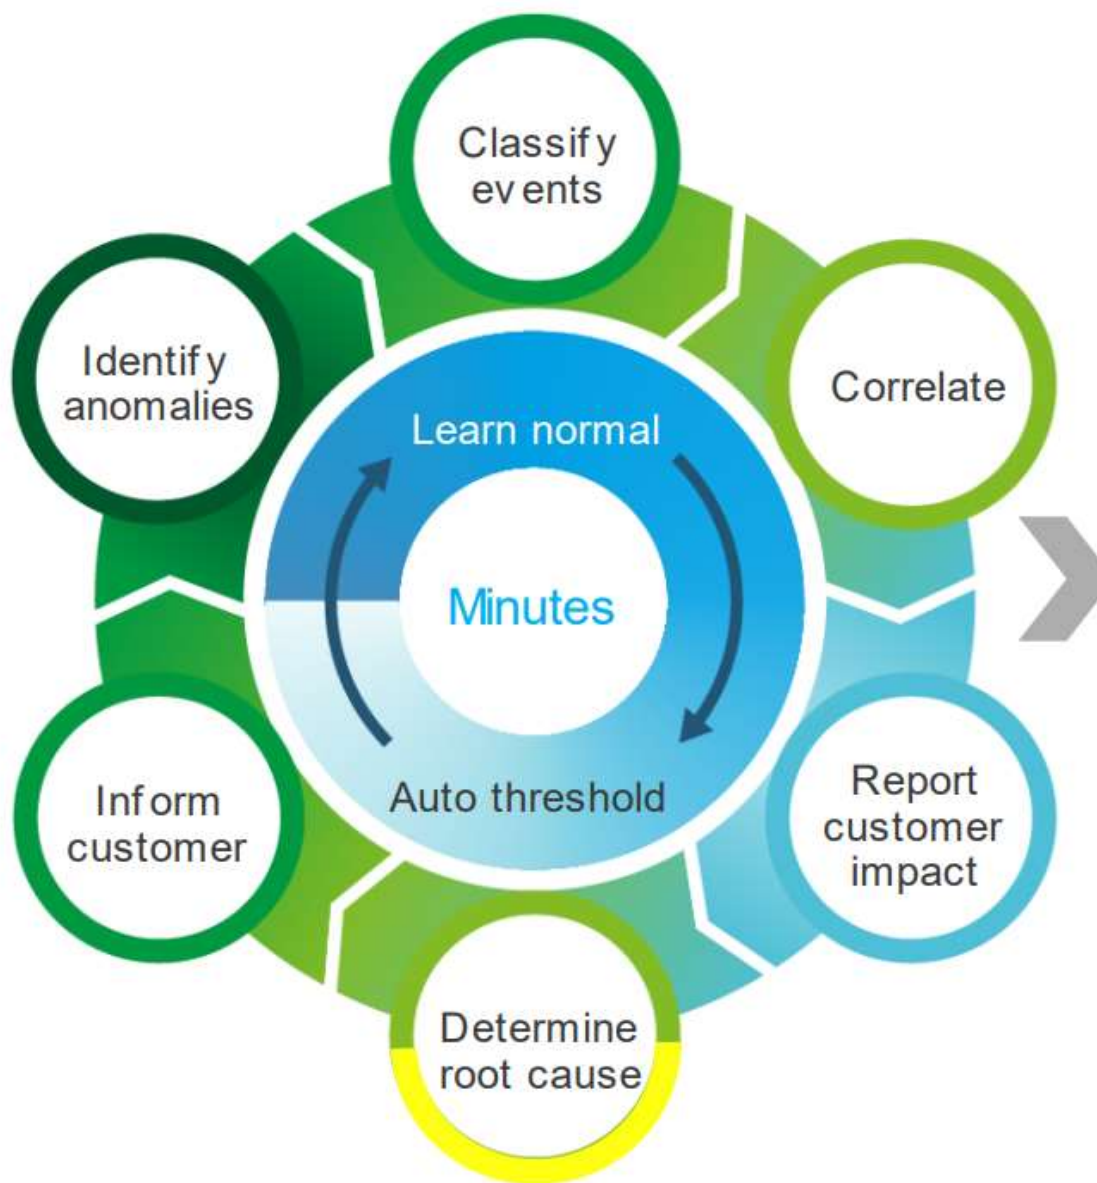 Classify
events
Identify
anomalies
Correlate
Learn normal
Minutes
Auto threshold
Inform
customer
Report
customer
impact
Determine
root cause